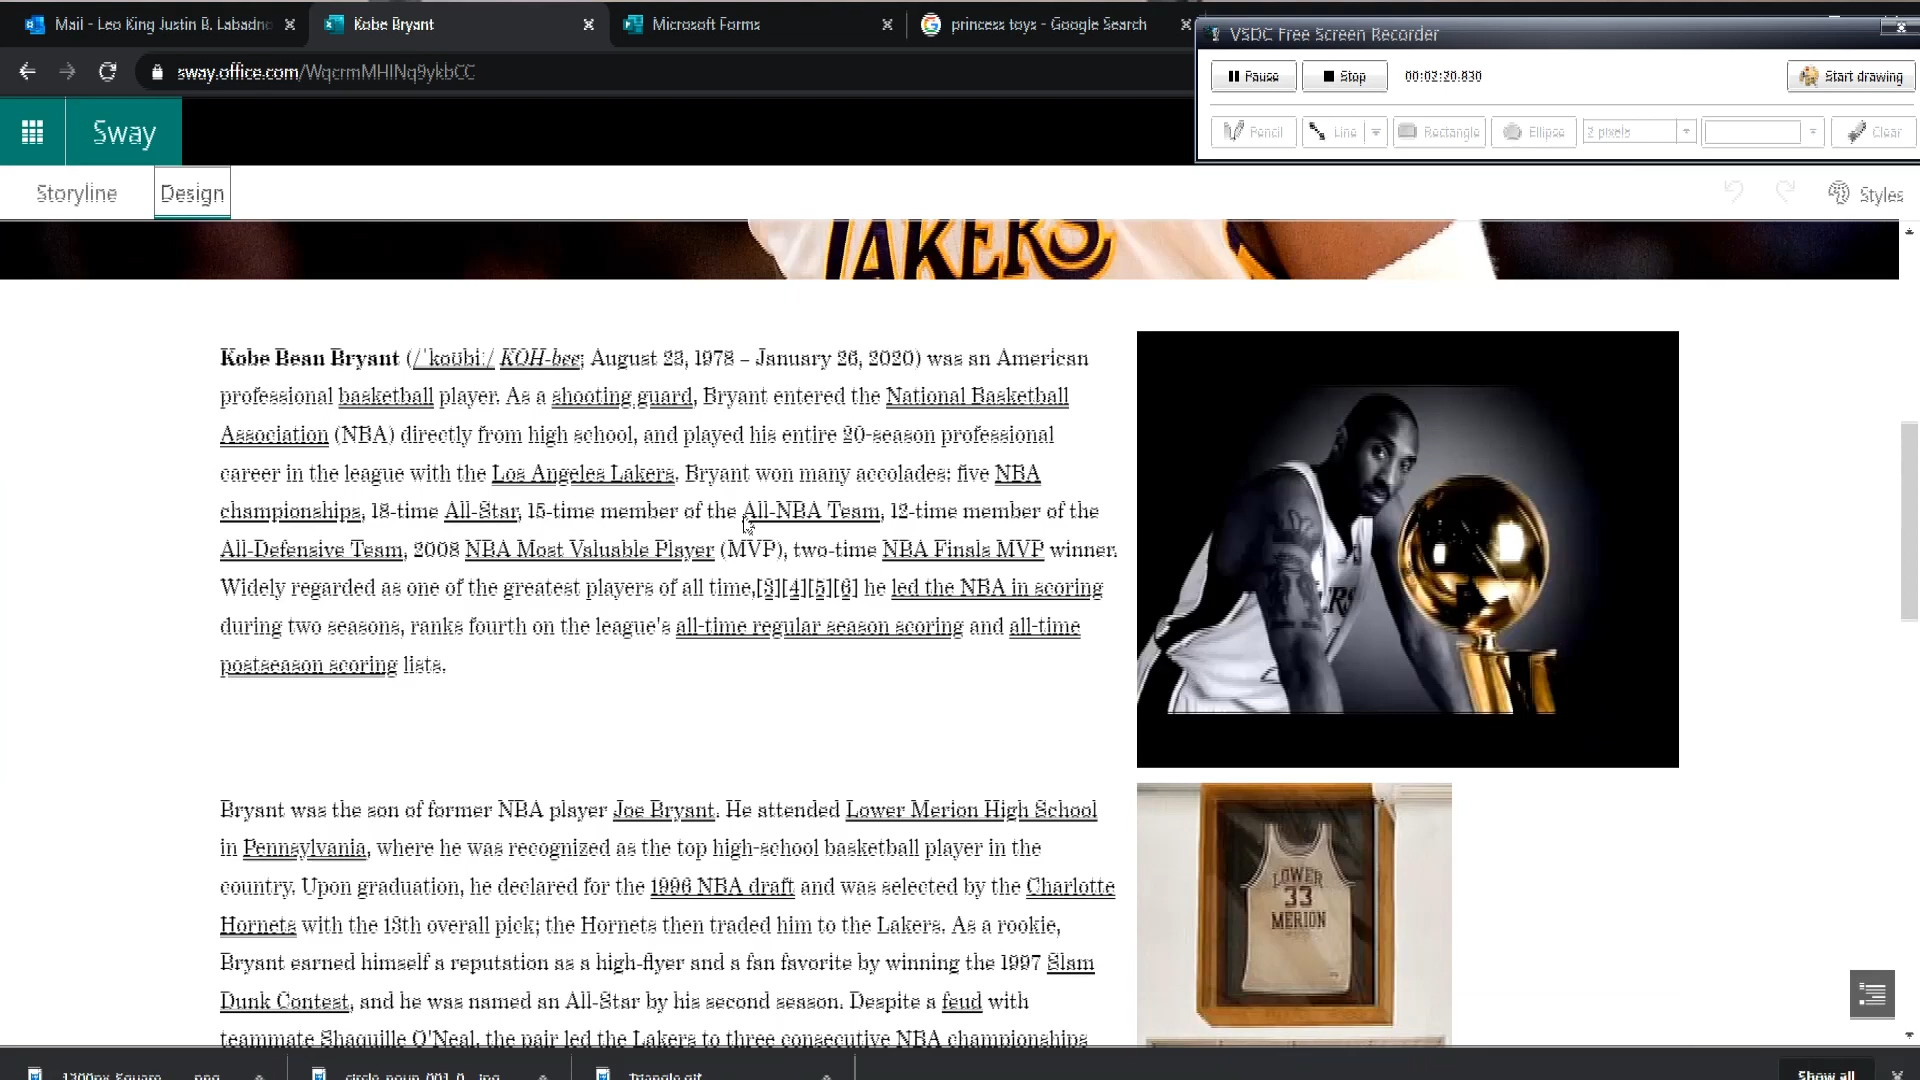 Mail - Leo King Justin B. Labadno
Kobe Bryant
Microsoft Forms
princess toys - Google Search
VSDC Free Screen Recorder
sway.office.com/WqcrmMHlNq9ykbCC
Pause
Stop
00:02:20.830
Start drawing
Pencil
Line
Rectangle
Ellipse
2 pixels
Clear
Sway
Storyline
Design
Styles
LAKERS
Kobe Bean Bryant (/ˈkoʊbiː/ KOH-bee; August 23, 1978 – January 26, 2020) was an American
professional basketball player. As a shooting guard, Bryant entered the National Basketball
Association (NBA) directly from high school, and played his entire 20-season professional
career in the league with the Los Angeles Lakers. Bryant won many accolades: five NBA
championships, 18-time All-Star, 15-time member of the All-NBA Team, 12-time member of the
All-Defensive Team, 2008 NBA Most Valuable Player (MVP), two-time NBA Finals MVP winner.
Widely regarded as one of the greatest players of all time,[3][4][5][6] he led the NBA in scoring
during two seasons, ranks fourth on the league's all-time regular season scoring and all-time
postseason scoring lists.
Bryant was the son of former NBA player Joe Bryant. He attended Lower Merion High School
in Pennsylvania, where he was recognized as the top high-school basketball player in the
country. Upon graduation, he declared for the 1996 NBA draft and was selected by the Charlotte
Hornets with the 13th overall pick; the Hornets then traded him to the Lakers. As a rookie,
Bryant earned himself a reputation as a high-flyer and a fan favorite by winning the 1997 Slam
Dunk Contest, and he was named an All-Star by his second season. Despite a feud with
teammate Shaquille O'Neal, the pair led the Lakers to three consecutive NBA championships
LOWER
33
MERION
1200px-Square_....png
circle_noun_001_0...jpg
Triangle.gif
Show all